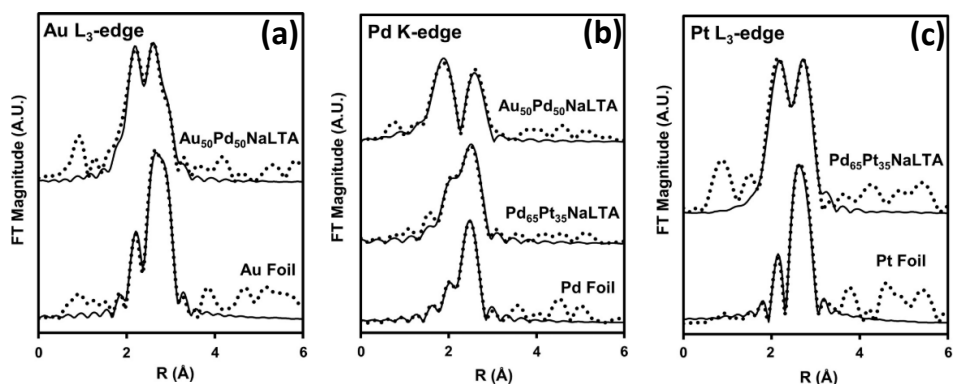 Au L₃-edge
(a)
Au₅₀Pd₅₀NaLTA
Au Foil
FT Magnitude (A.U.)
0 2 4 6
R (Å)
Pd K-edge
(b)
Au₅₀Pd₅₀NaLTA
Pd₆₅Pt₃₅NaLTA
Pd Foil
FT Magnitude (A.U.)
0 2 4 6
R (Å)
Pt L₃-edge
(c)
Pd₆₅Pt₃₅NaLTA
Pt Foil
FT Magnitude (A.U.)
0 2 4 6
R (Å)